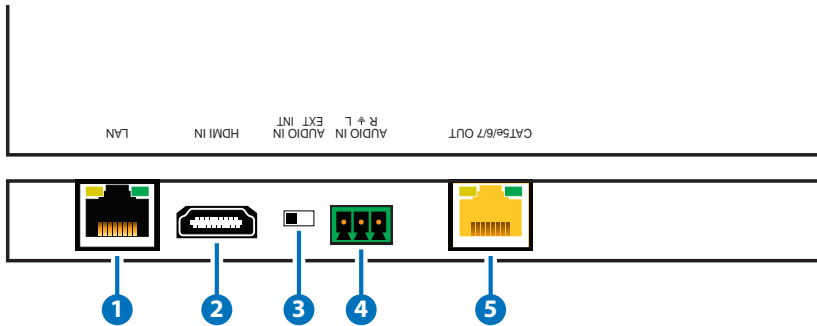 LAN
HDMI IN
AUDIO IN
EXT INT
AUDIO IN
R ⏚ L
CAT5e/6/7 OUT
1
2
3
4
5